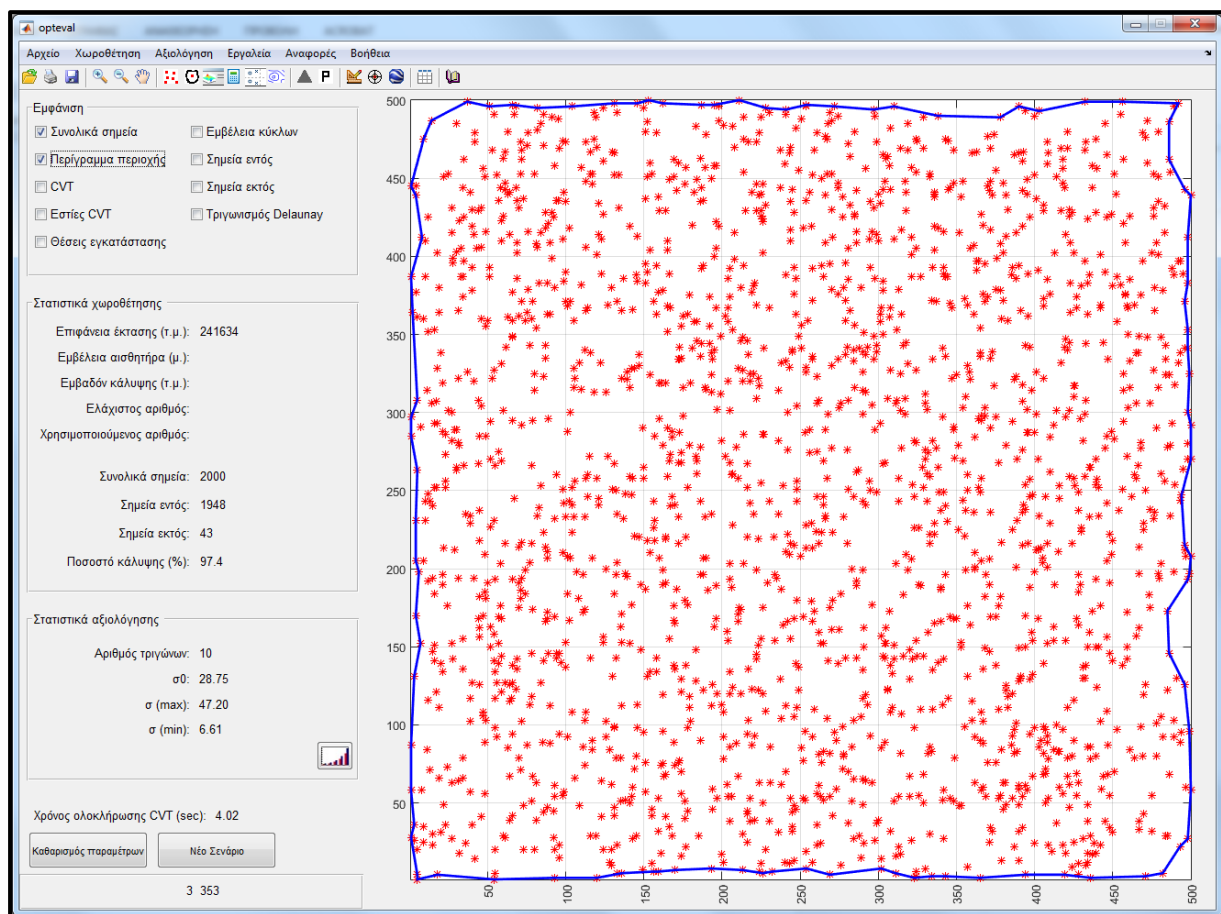 opteval
Αρχείο Χωροθέτηση Αξιολόγηση Εργαλεία Αναφορές Βοήθεια
P
Εμφάνιση
Συνολικά σημεία Εμβέλεια κύκλων
Περίγραμμα περιοχής Σημεία εντός
CVT Σημεία εκτός
Εστίες CVT Τριγωνισμός Delaunay
Θέσεις εγκατάστασης
Στατιστικά χωροθέτησης
Επιφάνεια έκτασης (τ.μ.): 241634
Εμβέλεια αισθητήρα (μ.):
Εμβαδόν κάλυψης (τ.μ.):
Ελάχιστος αριθμός:
Χρησιμοποιούμενος αριθμός:
Συνολικά σημεία: 2000
Σημεία εντός: 1948
Σημεία εκτός: 43
Ποσοστό κάλυψης (%): 97.4
Στατιστικά αξιολόγησης
Αριθμός τριγώνων: 10
σ0: 28.75
σ (max): 47.20
σ (min): 6.61
Χρόνος ολοκλήρωσης CVT (sec): 4.02
Καθαρισμός παραμέτρων Νέο Σενάριο
3 353
500
450
400
350
300
250
200
150
100
50
50 100 150 200 250 300 350 400 450 500